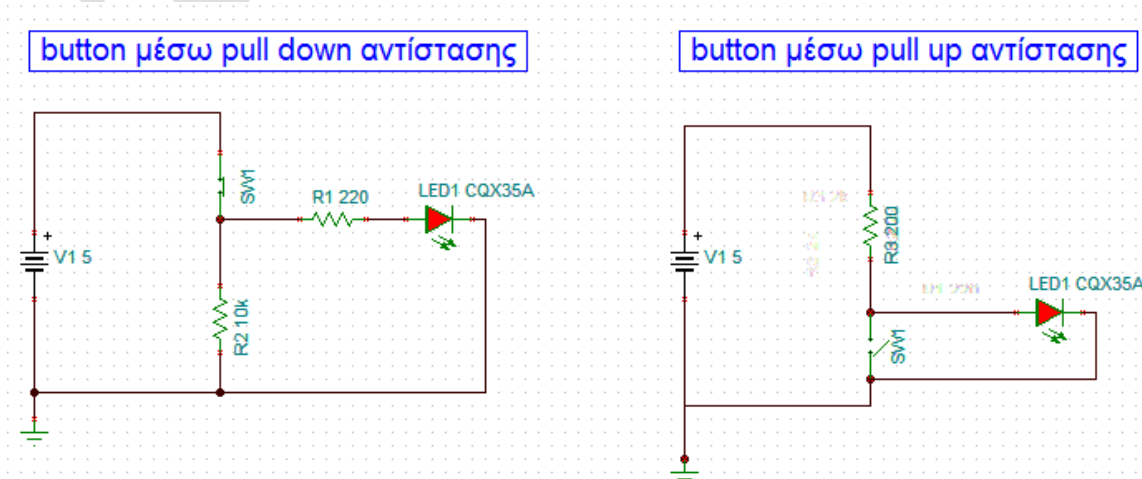 button μέσω pull down αντίστασης
button μέσω pull up αντίστασης
SW1
R1 220
LED1 CQX35A
+
V1 5
R2 10k
R3 200
+
V1 5
LED1 CQX35A
SW1